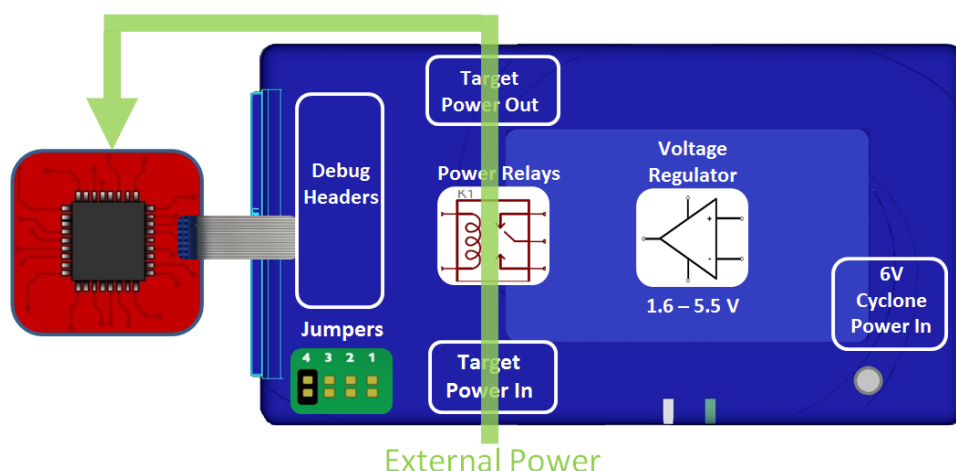 Target
Power Out
Debug
Headers
Power Relays
K1
Voltage
Regulator
+
-
1.6 – 5.5 V
6V
Cyclone
Power In
Jumpers
4 3 2 1
Target
Power In
External Power